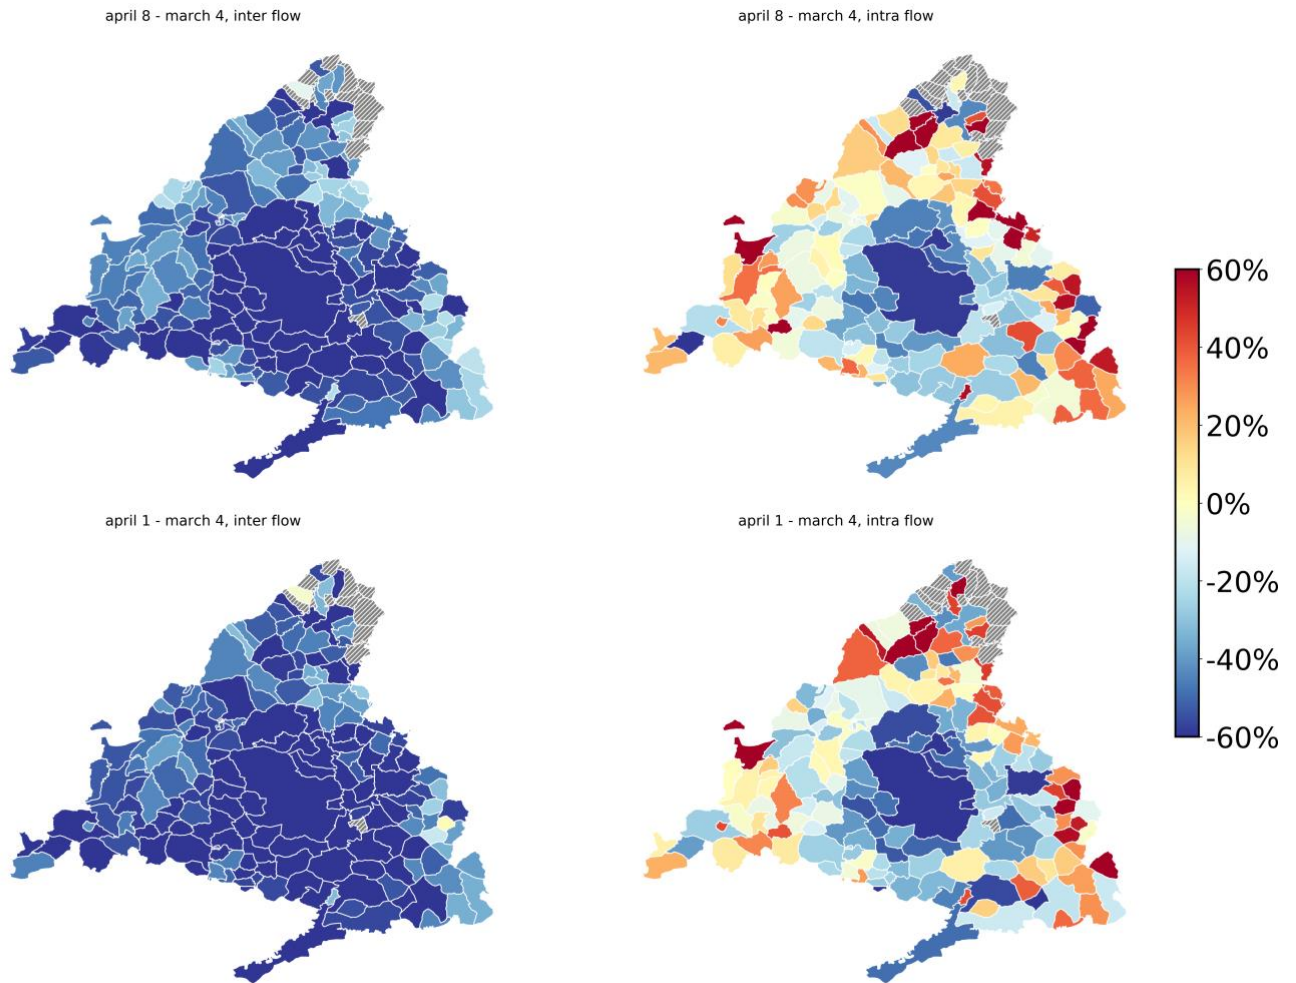 april 8 - march 4, inter flow
april 8 - march 4, intra flow
60%
40%
20%
0%
-20%
-40%
-60%
april 1 - march 4, inter flow
april 1 - march 4, intra flow